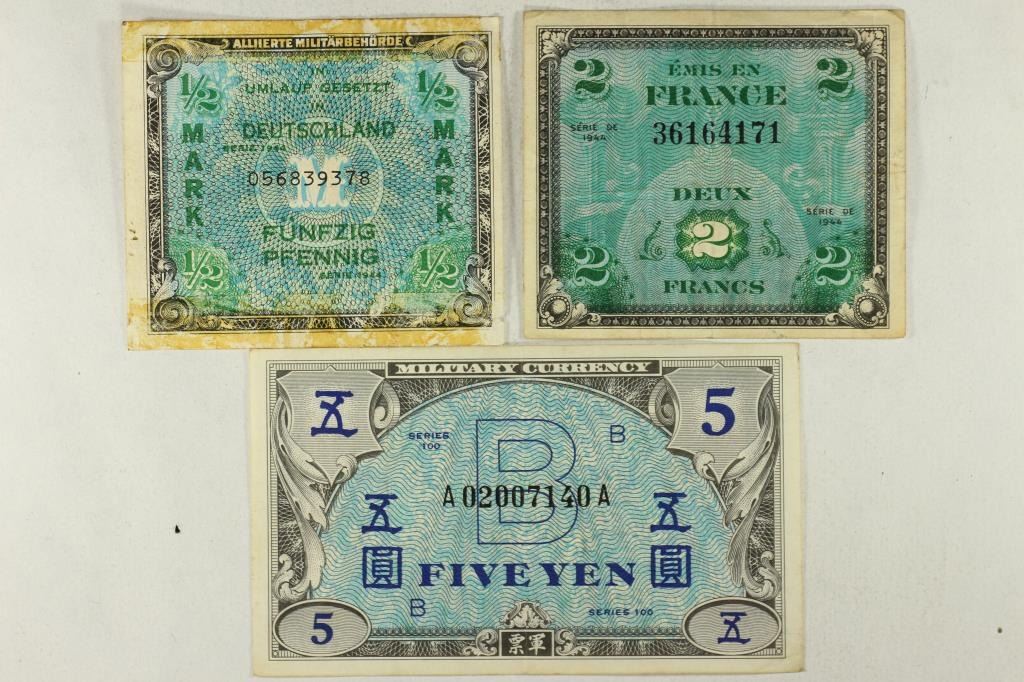 ALLIIERTE MILITÄRBEHÖRDE
1/2 IN 1/2
UMLAUF GESETZT
IM
DEUTSCHLAND
SERIE 1944
MARK MARK
056839378
FÜNFZIG
PFENNIG
SERIE 1944
1/2 1/2
2 ÉMIS EN 2
FRANCE
SÉRIE DE
1944
36164171
DEUX
SÉRIE DE
1944
2 2 2
FRANCS
MILITARY CURRENCY
五 5
SERIES
100
B B
A02007140A
五 五
圓 FIVE YEN 圓
B SERIES 100
5 票軍 五